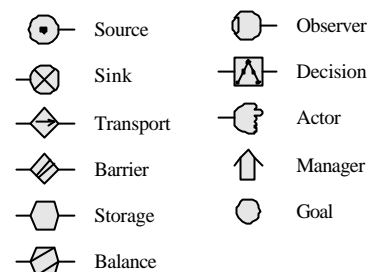 Source
Sink
Transport
Barrier
Storage
Balance
Observer
Decision
Actor
Manager
Goal